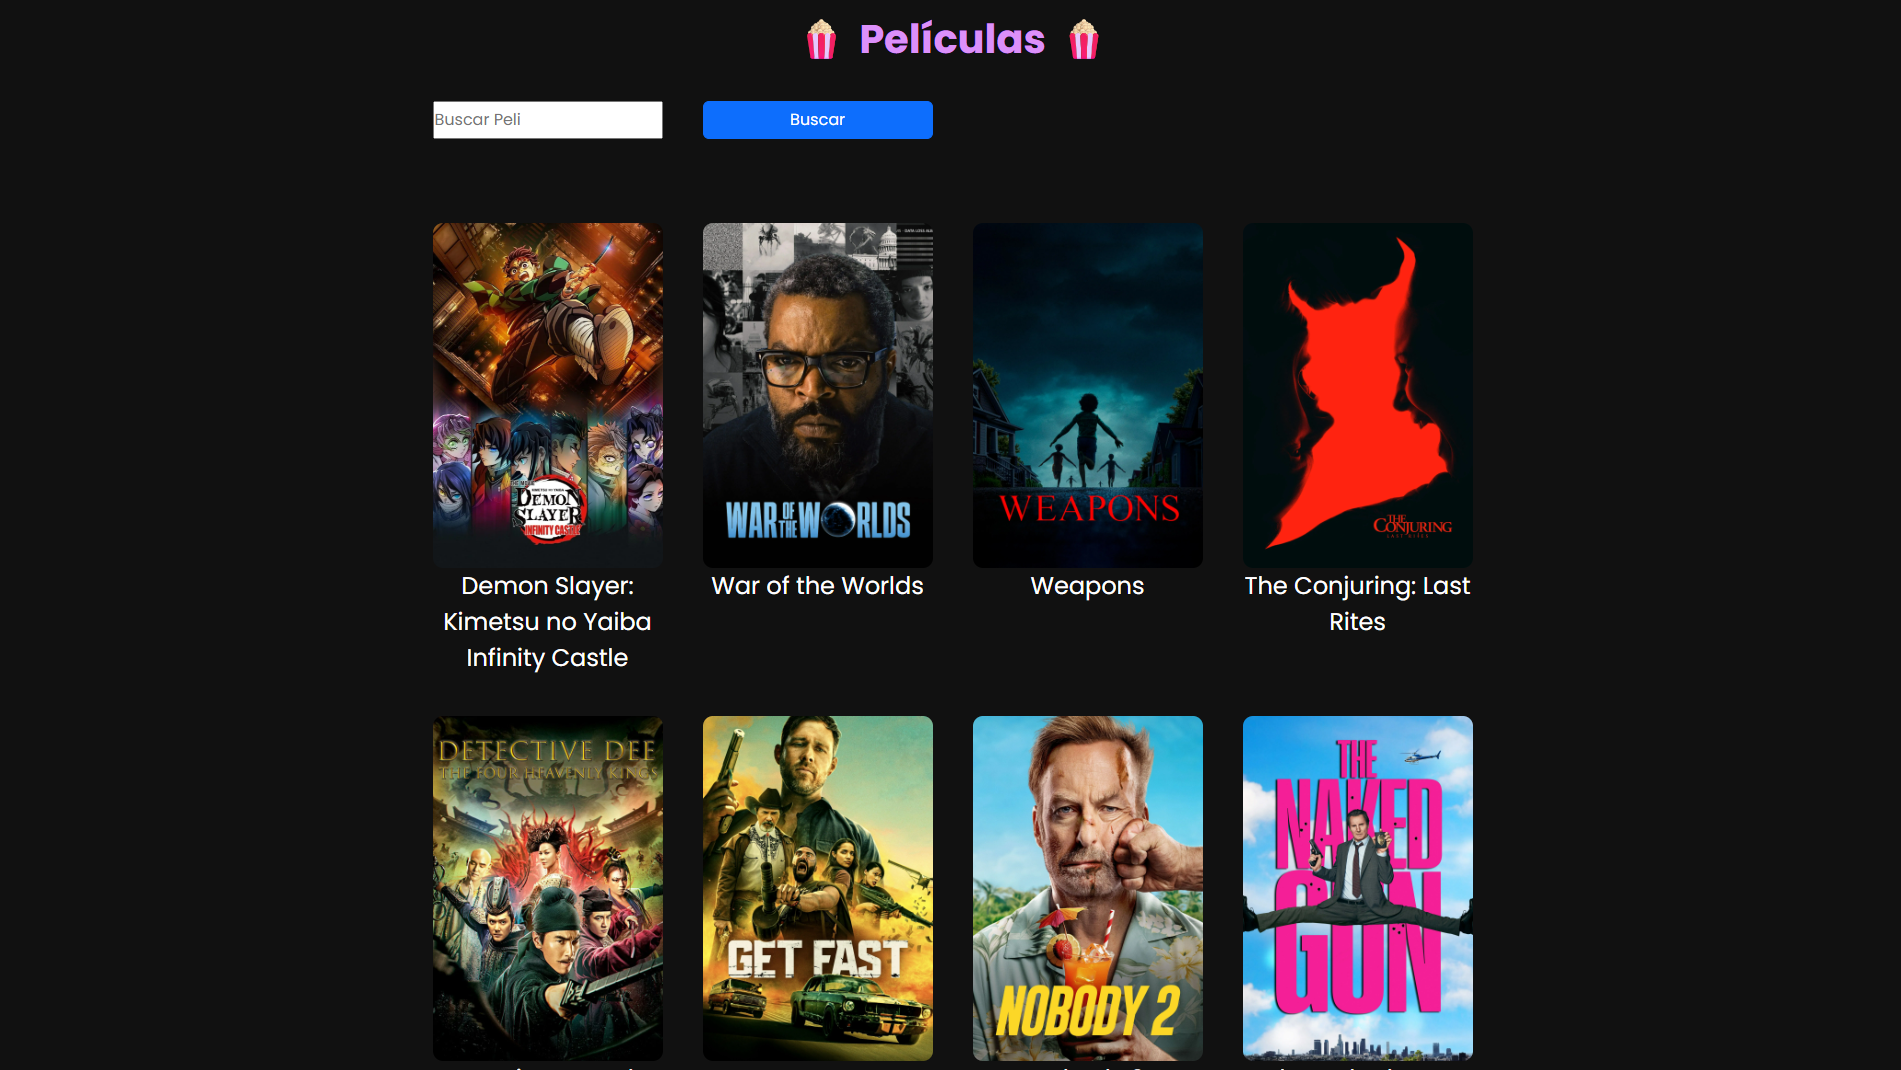 Películas
Buscar Peli
Buscar
DEMON
SLAYER
INFINITY CASTLE
WAR OF THE WORLDS
WEAPONS
THE
CONJURING
LAST RITES
Demon Slayer:
Kimetsu no Yaiba
Infinity Castle
War of the Worlds
Weapons
The Conjuring: Last
Rites
DETECTIVE DEE
THE FOUR HEAVENLY KINGS
GET FAST
NOBODY 2
THE
NAKED
GUN